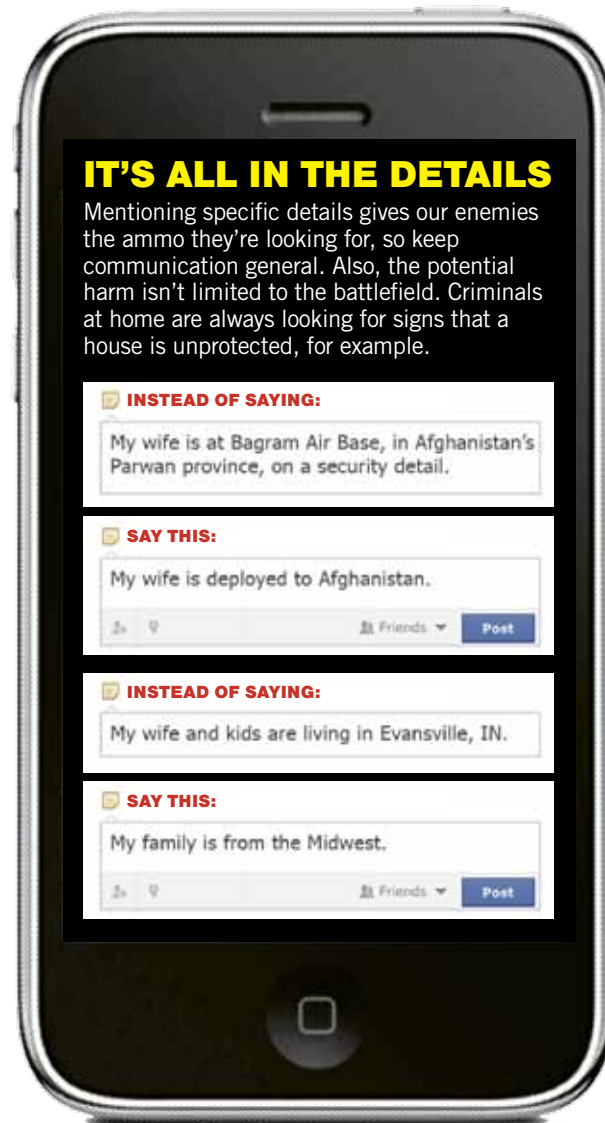 IT'S ALL IN THE DETAILS
Mentioning specific details gives our enemies
the ammo they're looking for, so keep
communication general. Also, the potential
harm isn't limited to the battlefield. Criminals
at home are always looking for signs that a
house is unprotected, for example.
INSTEAD OF SAYING:
My wife is at Bagram Air Base, in Afghanistan's
Parwan province, on a security detail.
SAY THIS:
My wife is deployed to Afghanistan.
Friends Post
INSTEAD OF SAYING:
My wife and kids are living in Evansville, IN.
SAY THIS:
My family is from the Midwest.
Friends Post